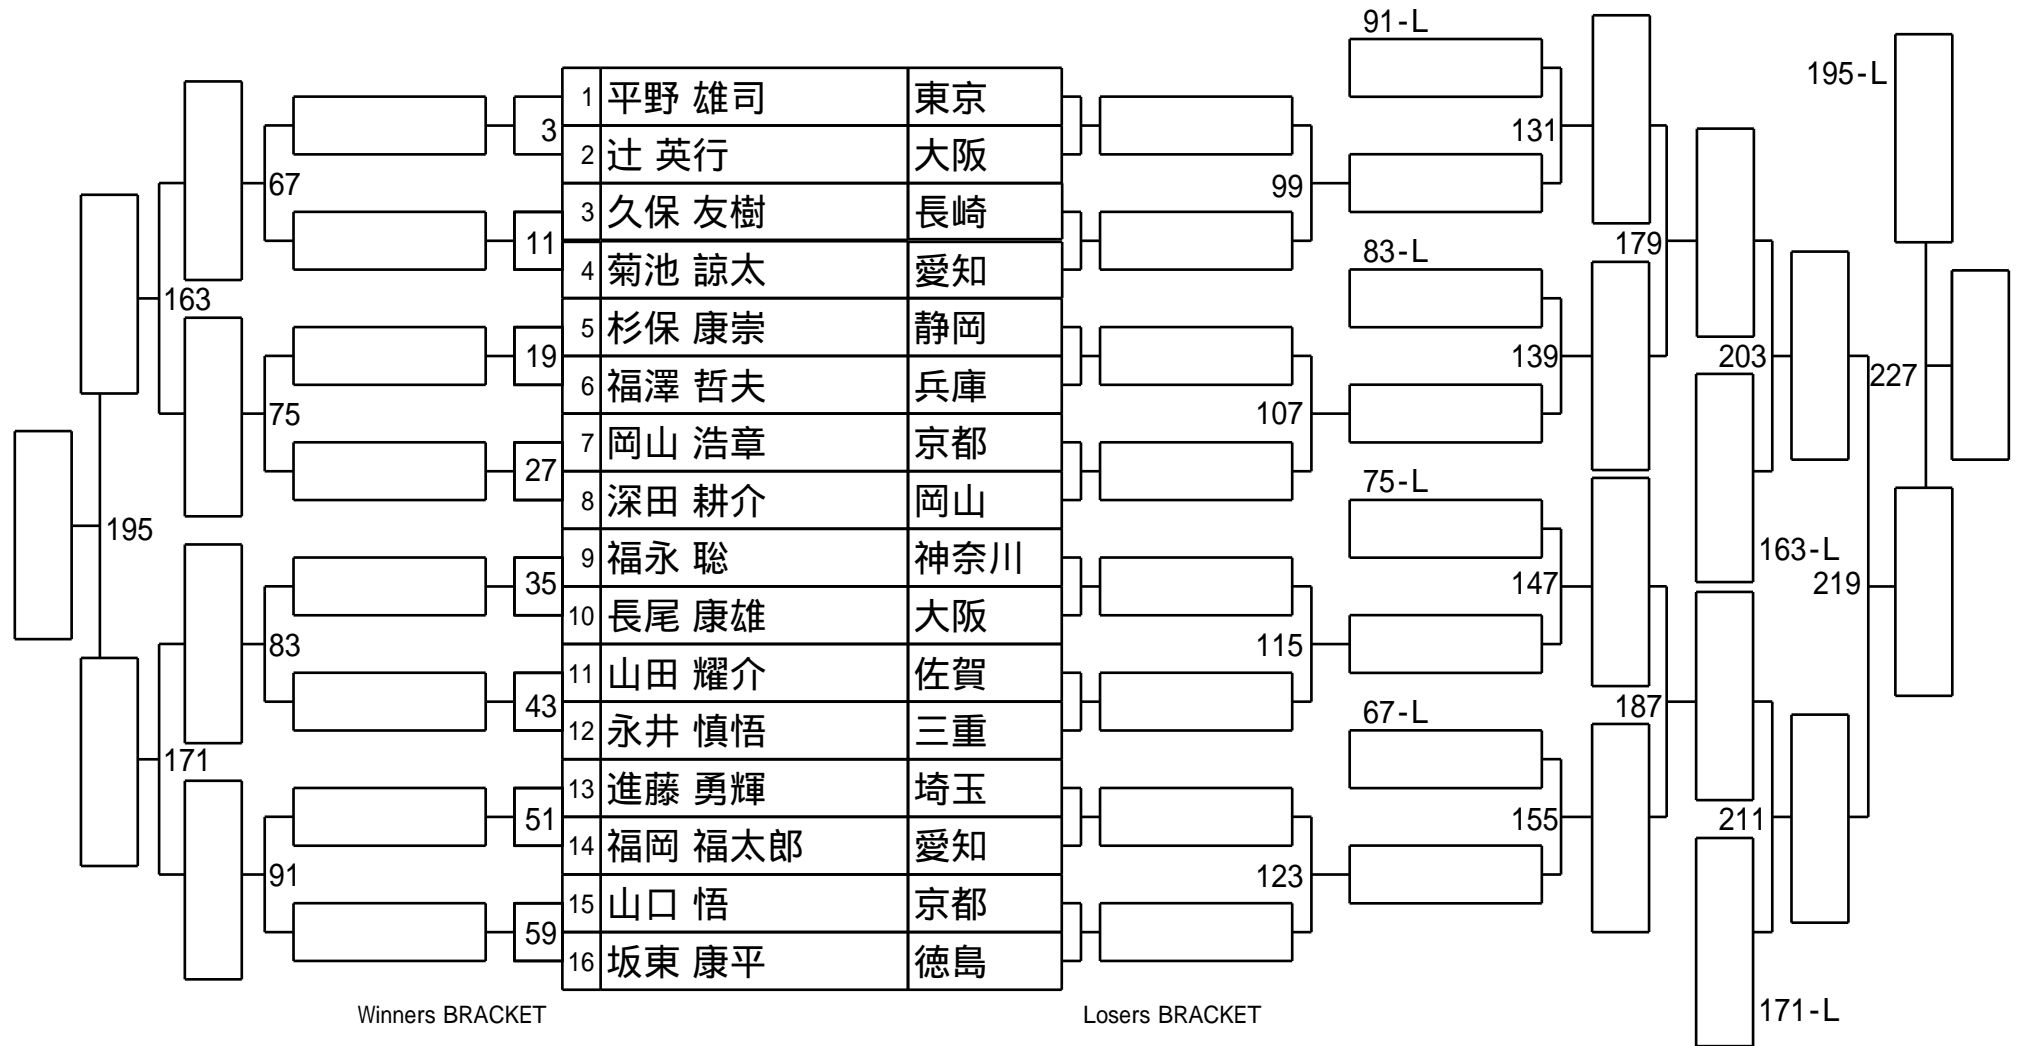 91-L
195-L
1 平野 雄司 東京
3
131
2 辻 英行 大阪
67
99
3 久保 友樹 長崎
11
179
83-L
4 菊池 諒太 愛知
163
5 杉保 康崇 静岡
19
139
203
227
6 福澤 哲夫 兵庫
75
107
7 岡山 浩章 京都
27
75-L
8 深田 耕介 岡山
195
9 福永 聡 神奈川
163-L
35
147
219
10 長尾 康雄 大阪
83
115
11 山田 耀介 佐賀
43
187
67-L
12 永井 慎悟 三重
171
13 進藤 勇輝 埼玉
51
155
211
14 福岡 福太郎 愛知
91
123
15 山口 悟 京都
59
16 坂東 康平 徳島
171-L
Winners BRACKET
Losers BRACKET